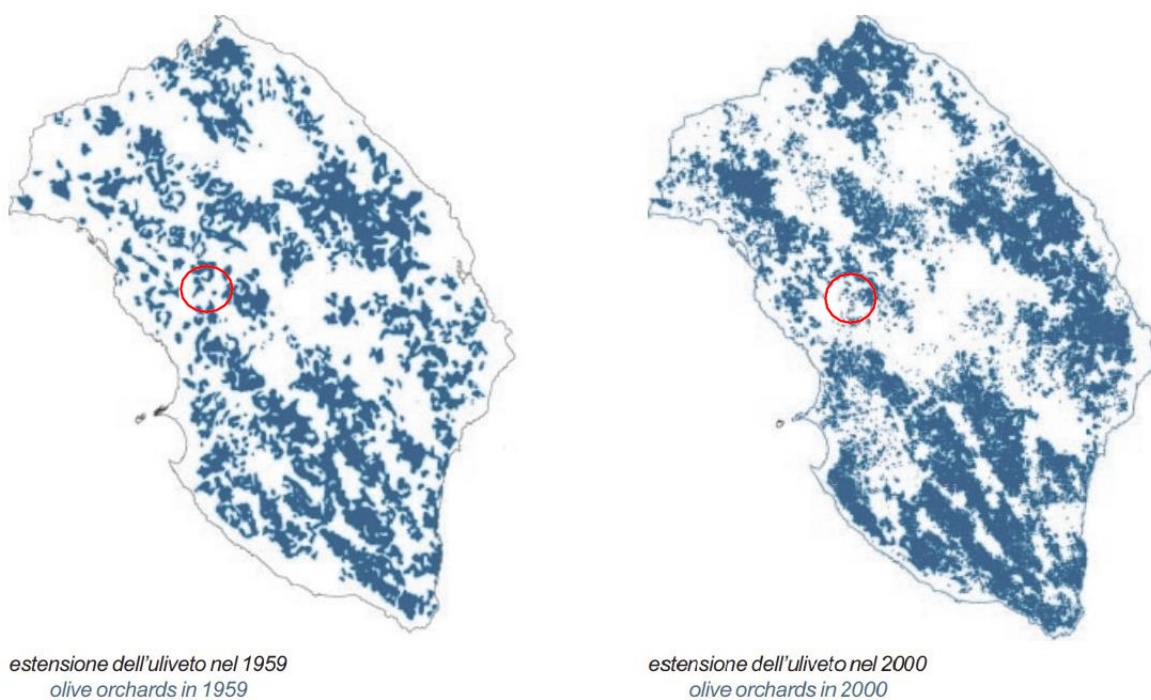 estensione dell'uliveto nel 1959
olive orchards in 1959
estensione dell'uliveto nel 2000
olive orchards in 2000